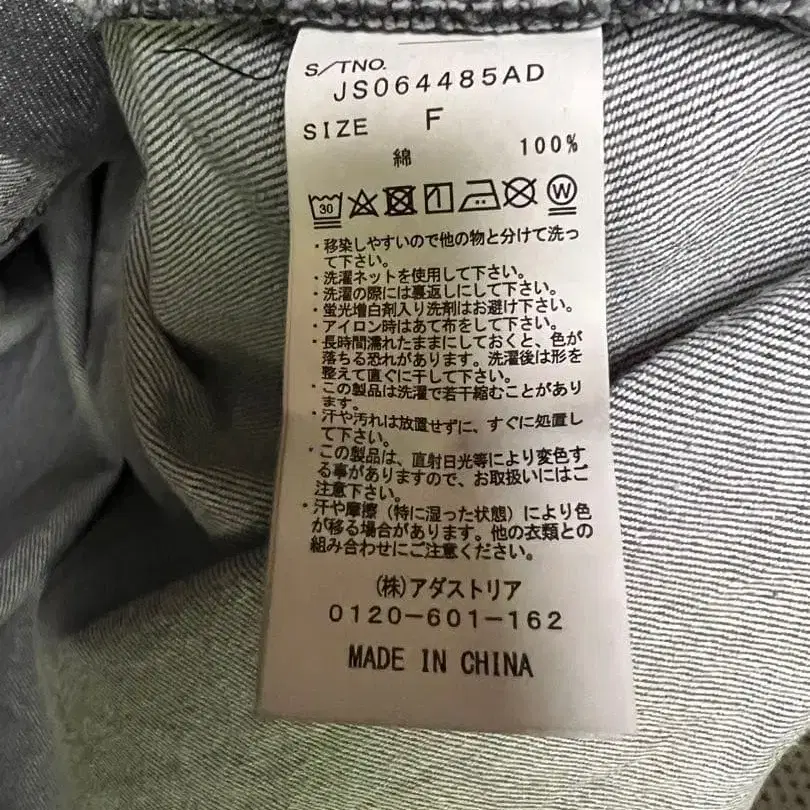 S/TNO.
JS064485AD
SIZE F
綿 100%
30 W
・移染しやすいので他の物と分けて洗っ
て下さい。
・洗濯ネットを使用して下さい。
・洗濯の際には裏返しにして下さい。
・蛍光増白剤入り洗剤はお避け下さい。
・アイロン時はあて布をして下さい。
・長時間濡れたままにしておくと、色が
落ちる恐れがあります。洗濯後は形を
整えて直ぐに干して下さい。
・この製品は洗濯で若干縮むことがあり
ます。
・汗や汚れは放置せずに、すぐに処置し
て下さい。
・この製品は、直射日光等により変色す
る事がありますので、お取扱いにはご
注意下さい。
・汗や摩擦（特に湿った状態）により色
が移る場合があります。他の衣類との
組み合わせにご注意ください。
(株)アダストリア
0120-601-162
MADE IN CHINA